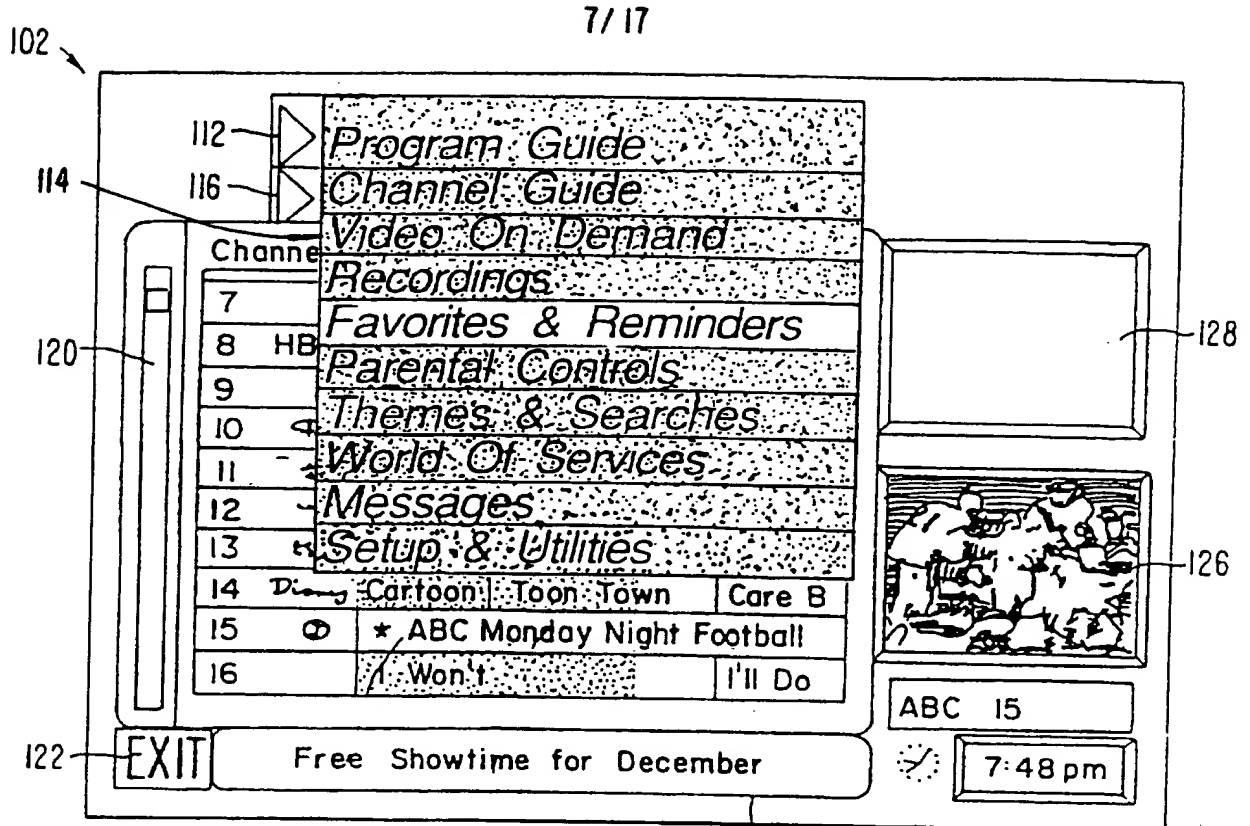 7/17
102
112
Program Guide
114
116
Channel Guide
Video On Demand
Channe
Recordings
7
Favorites & Reminders
128
120
8 HB
Parental Controls
9
Themes & Searches
10
World Of Services
11
12
Messages
13
Setup & Utilities
126
14 Disney Cartoon Toon Town Care B
15 ★ ABC Monday Night Football
16 I Won't I'll Do
ABC 15
122
EXIT
Free Showtime for December
7:48 pm